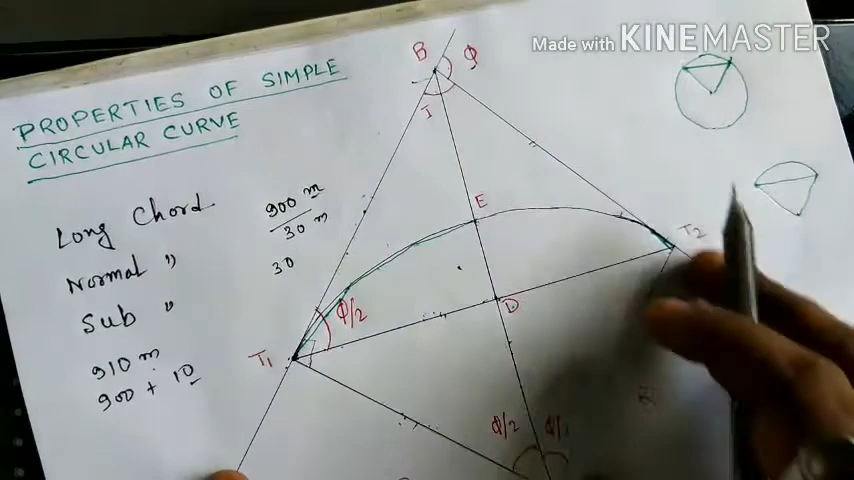 Made with KINEMASTER
PROPERTIES OF SIMPLE
CIRCULAR CURVE
Long Chord 900 m
30 m
Normal " 30
Sub "
910 m
900 + 10
B
ϕ
I
E
T2
ϕ/2
D
T1
ϕ/2